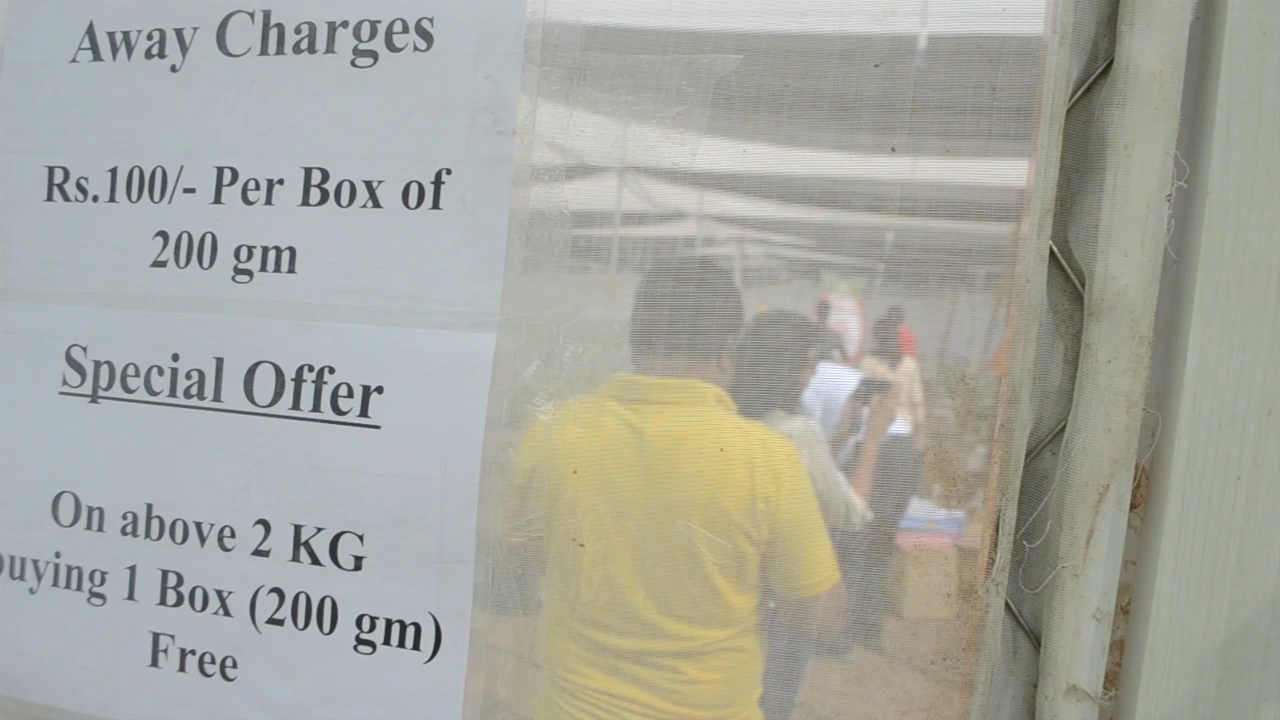 Away Charges
Rs.100/- Per Box of
200 gm
Special Offer
On above 2 KG
buying 1 Box (200 gm)
Free